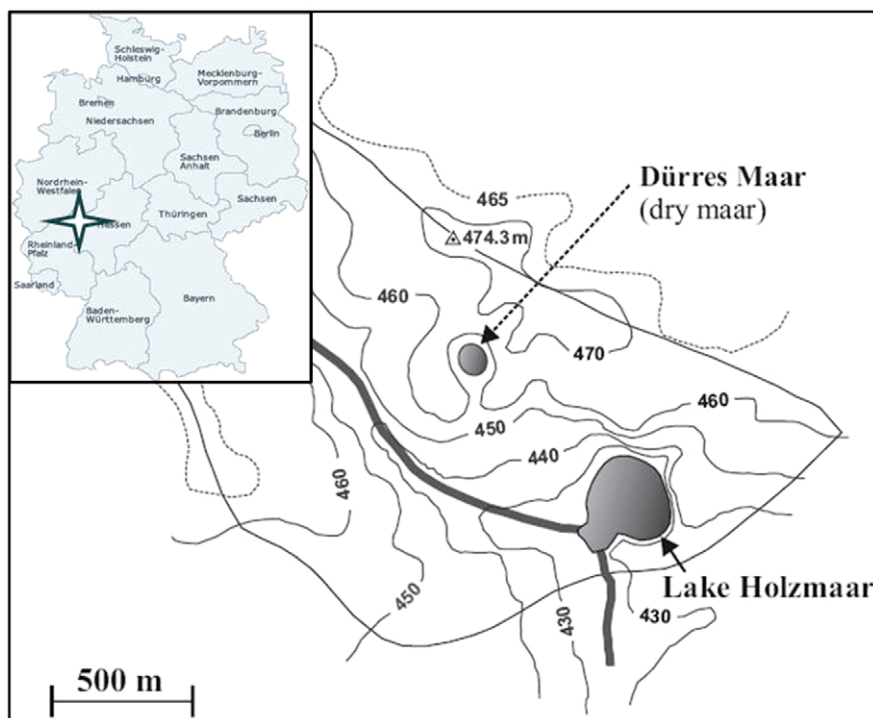 Schleswig-
Holstein
Hamburg
Mecklenburg-
Vorpommern
Bremen
Niedersachsen
Brandenburg
Berlin
Sachsen
Anhalt
Nordrhein-
Westfalen
Hessen
Thüringen
Sachsen
Rheinland-
Pfalz
Saarland
Baden-
Württemberg
Bayern
465
Dürres Maar
(dry maar)
474.3 m
460
470
460
450
440
460
450
430
Lake Holzmaar
430
500 m